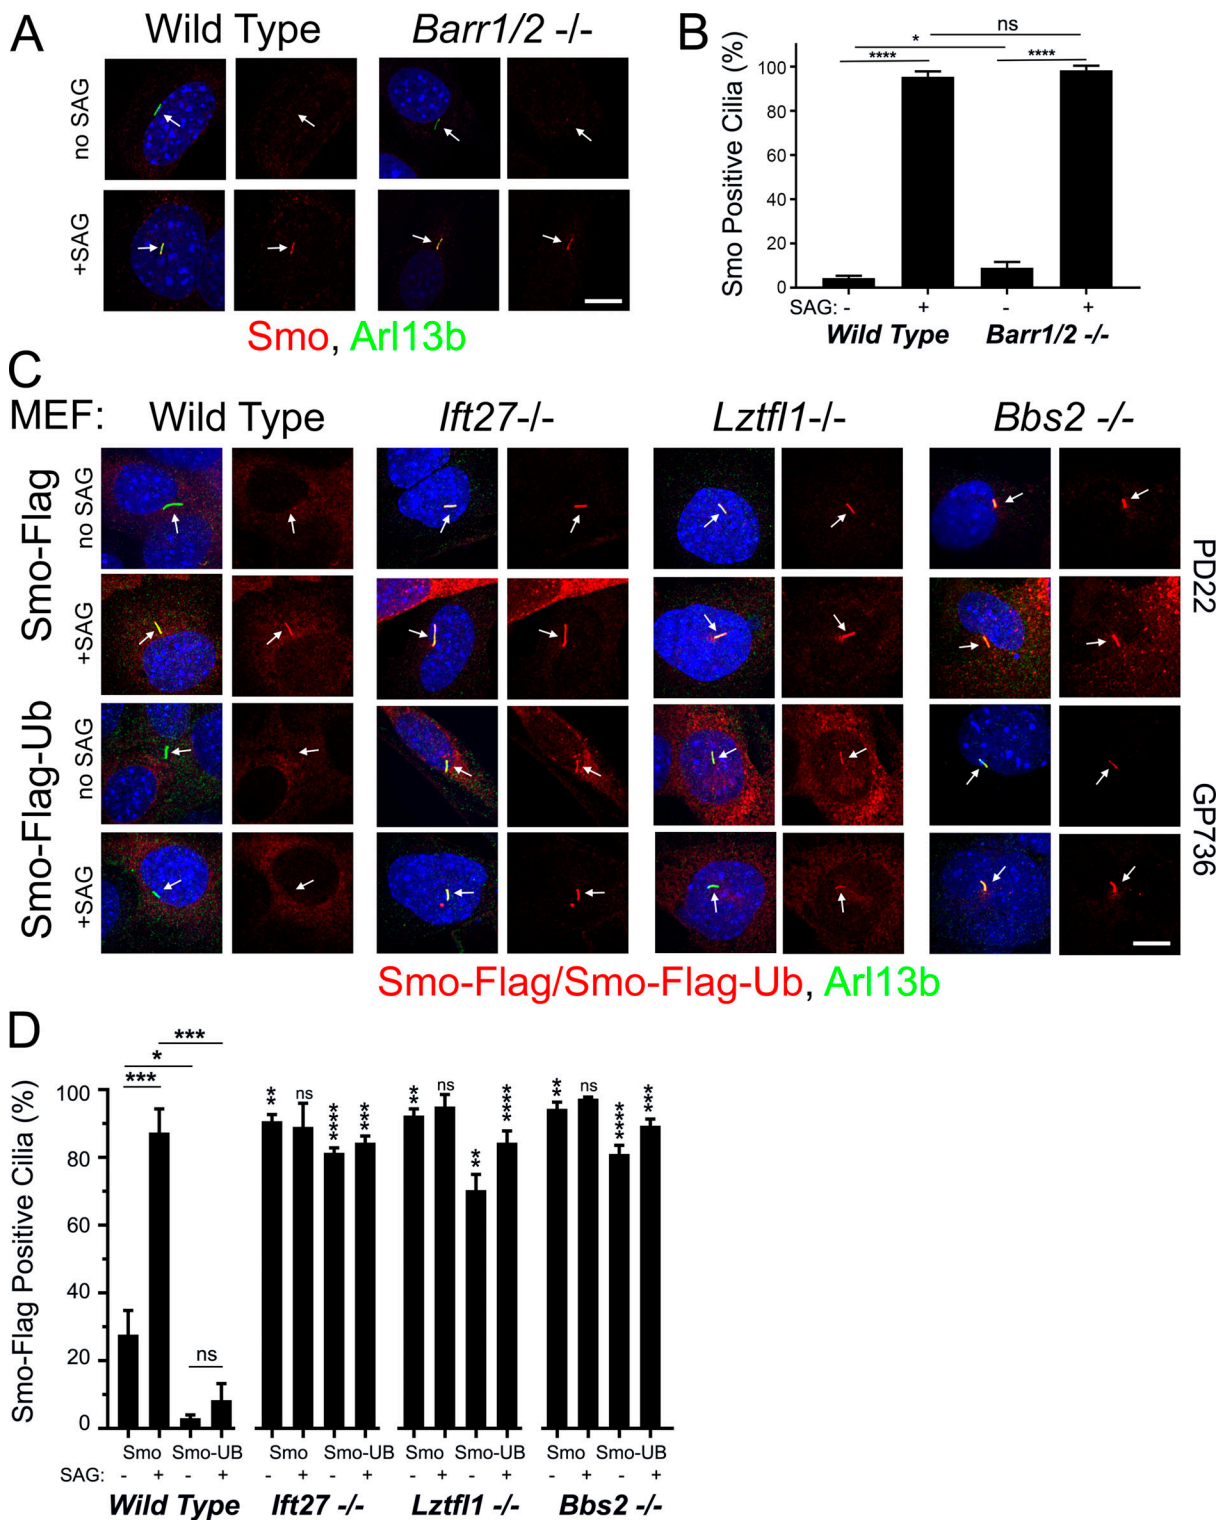 A
Wild Type
Barr1/2 -/-
no SAG
+SAG
Smo, Arl13b
B
Smo Positive Cilia (%)
ns
*
****
****
100
80
60
40
20
0
SAG: - + - +
Wild Type Barr1/2 -/-
C
MEF: Wild Type Ift27-/- Lztfl1-/- Bbs2 -/-
Smo-Flag
no SAG
+SAG
PD22
Smo-Flag-Ub
no SAG
+SAG
GP736
Smo-Flag/Smo-Flag-Ub, Arl13b
D
Smo-Flag Positive Cilia (%)
***
*
***
ns
** ns **** ***
** ns ** ****
** ns **** ***
100
80
60
40
20
0
Smo Smo-UB Smo Smo-UB Smo Smo-UB Smo Smo-UB
SAG: - + - + - + - + - + - + - + - +
Wild Type Ift27 -/- Lztfl1 -/- Bbs2 -/-